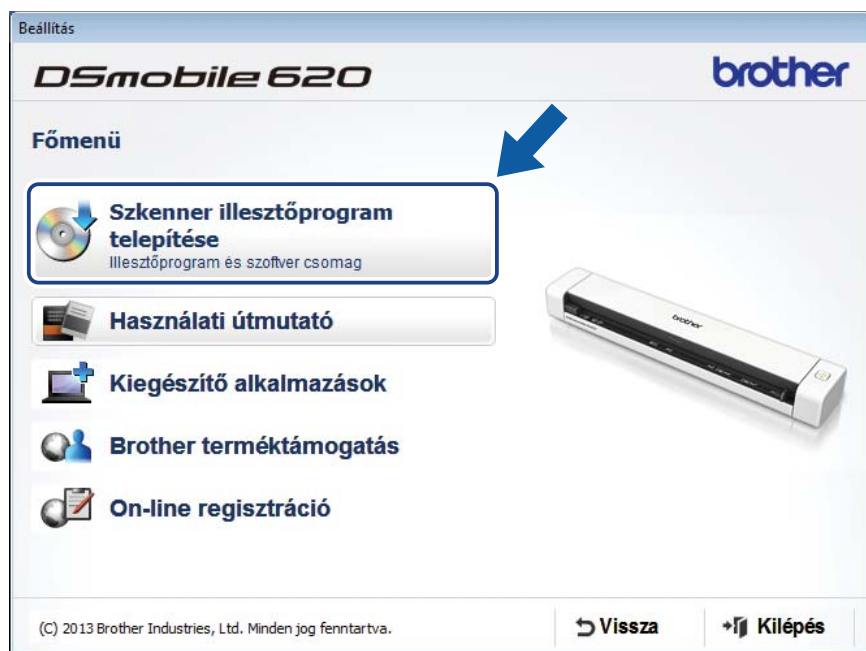 Beállítás
DSmobile 620
brother
Főmenü
Szkenner illesztőprogram
telepítése
Illesztőprogram és szoftver csomag
Használati útmutató
Kiegészítő alkalmazások
Brother terméktámogatás
On-line regisztráció
brother
(C) 2013 Brother Industries, Ltd. Minden jog fenntartva.
Vissza
Kilépés